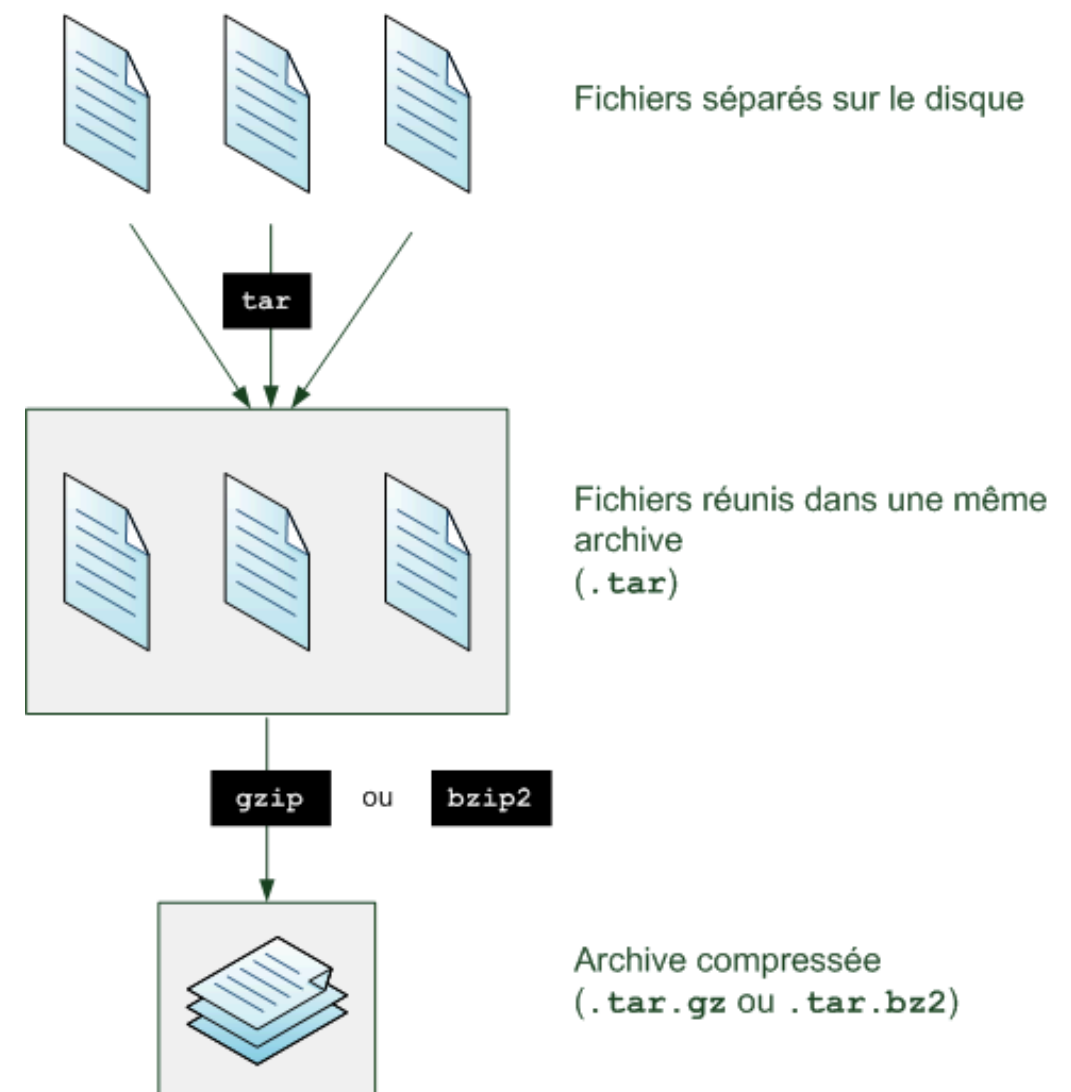 Fichiers séparés sur le disque
tar
Fichiers réunis dans une même
archive
(.tar)
gzip ou bzip2
Archive compressée
(.tar.gz ou .tar.bz2)